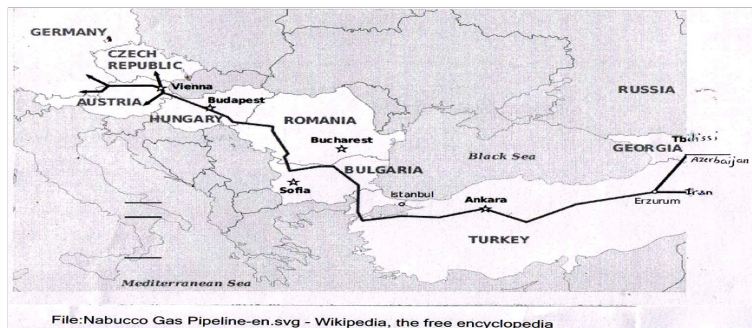 GERMANY
CZECH
REPUBLIC
Vienna
AUSTRIA
Budapest
HUNGARY
ROMANIA
Bucharest
BULGARIA
Sofia
Istanbul
Black Sea
RUSSIA
Tbilissi
GEORGIA
Azerbaijan
Iran
Erzurum
Ankara
TURKEY
Mediterranean Sea
File:Nabucco Gas Pipeline-en.svg - Wikipedia, the free encyclopedia